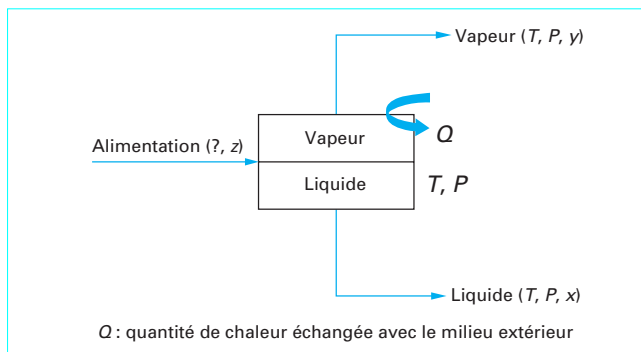 Vapeur (T, P, y)
Vapeur
Q
Alimentation (?, z)
Liquide
T, P
Liquide (T, P, x)
Q : quantité de chaleur échangée avec le milieu extérieur